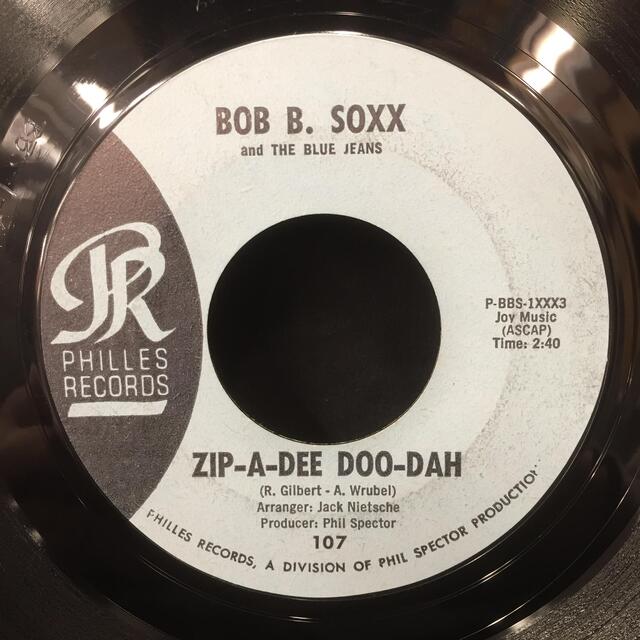 BOB B. SOXX
and THE BLUE JEANS
PR
PHILLES
RECORDS
P-BBS-1XXX3
Joy Music
(ASCAP)
Time: 2:40
ZIP-A-DEE DOO-DAH
(R. Gilbert - A. Wrubel)
Arranger: Jack Nietsche
Producer: Phil Spector
107
PHILLES RECORDS, A DIVISION OF PHIL SPECTOR PRODUCTION